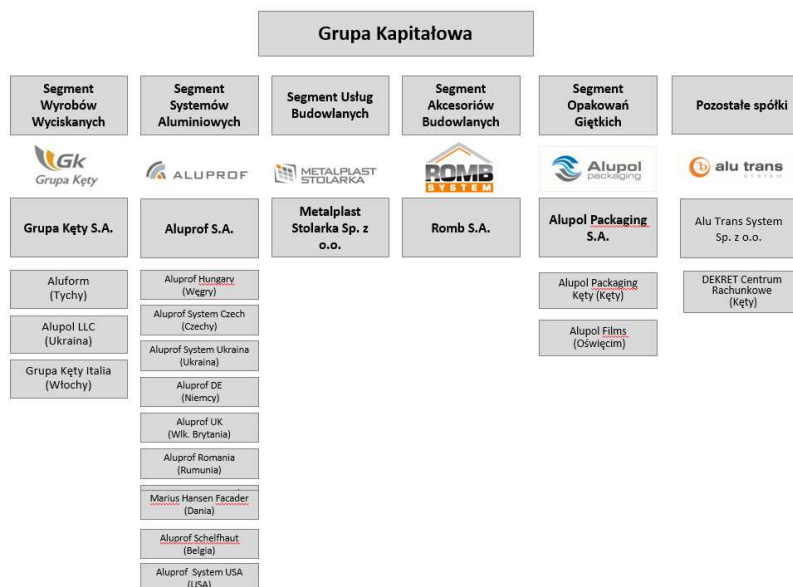 Grupa Kapitałowa
Segment
Wyrobów
Wyciskanych
Segment
Systemów
Aluminiowych
Segment Usług
Budowlanych
Segment
Akcesoriów
Budowlanych
Segment
Opakowań
Giętkich
Pozostałe spółki
Gk
Grupa Kęty
ALUPROF
METALPLAST
STOLARKA
ROMB
SYSTEM
Alupol
packaging
alu trans
SYSTEM
Grupa Kęty S.A.
Aluprof S.A.
Metalplast
Stolarka Sp. z
o.o.
Romb S.A.
Alupol Packaging
S.A.
Alu Trans System
Sp. z o.o.
Aluform
(Tychy)
Alupol LLC
(Ukraina)
Grupa Kęty Italia
(Włochy)
Aluprof Hungary
(Węgry)
Aluprof System Czech
(Czechy)
Aluprof System Ukraina
(Ukraina)
Aluprof DE
(Niemcy)
Aluprof UK
(Wlk. Brytania)
Aluprof Romania
(Rumunia)
Marius Hansen Facader
(Dania)
Aluprof Schelfhaut
(Belgia)
Aluprof System USA
(USA)
Alupol Packaging
Kęty (Kęty)
Alupol Films
(Oświęcim)
DEKRET Centrum
Rachunkowe
(Kęty)